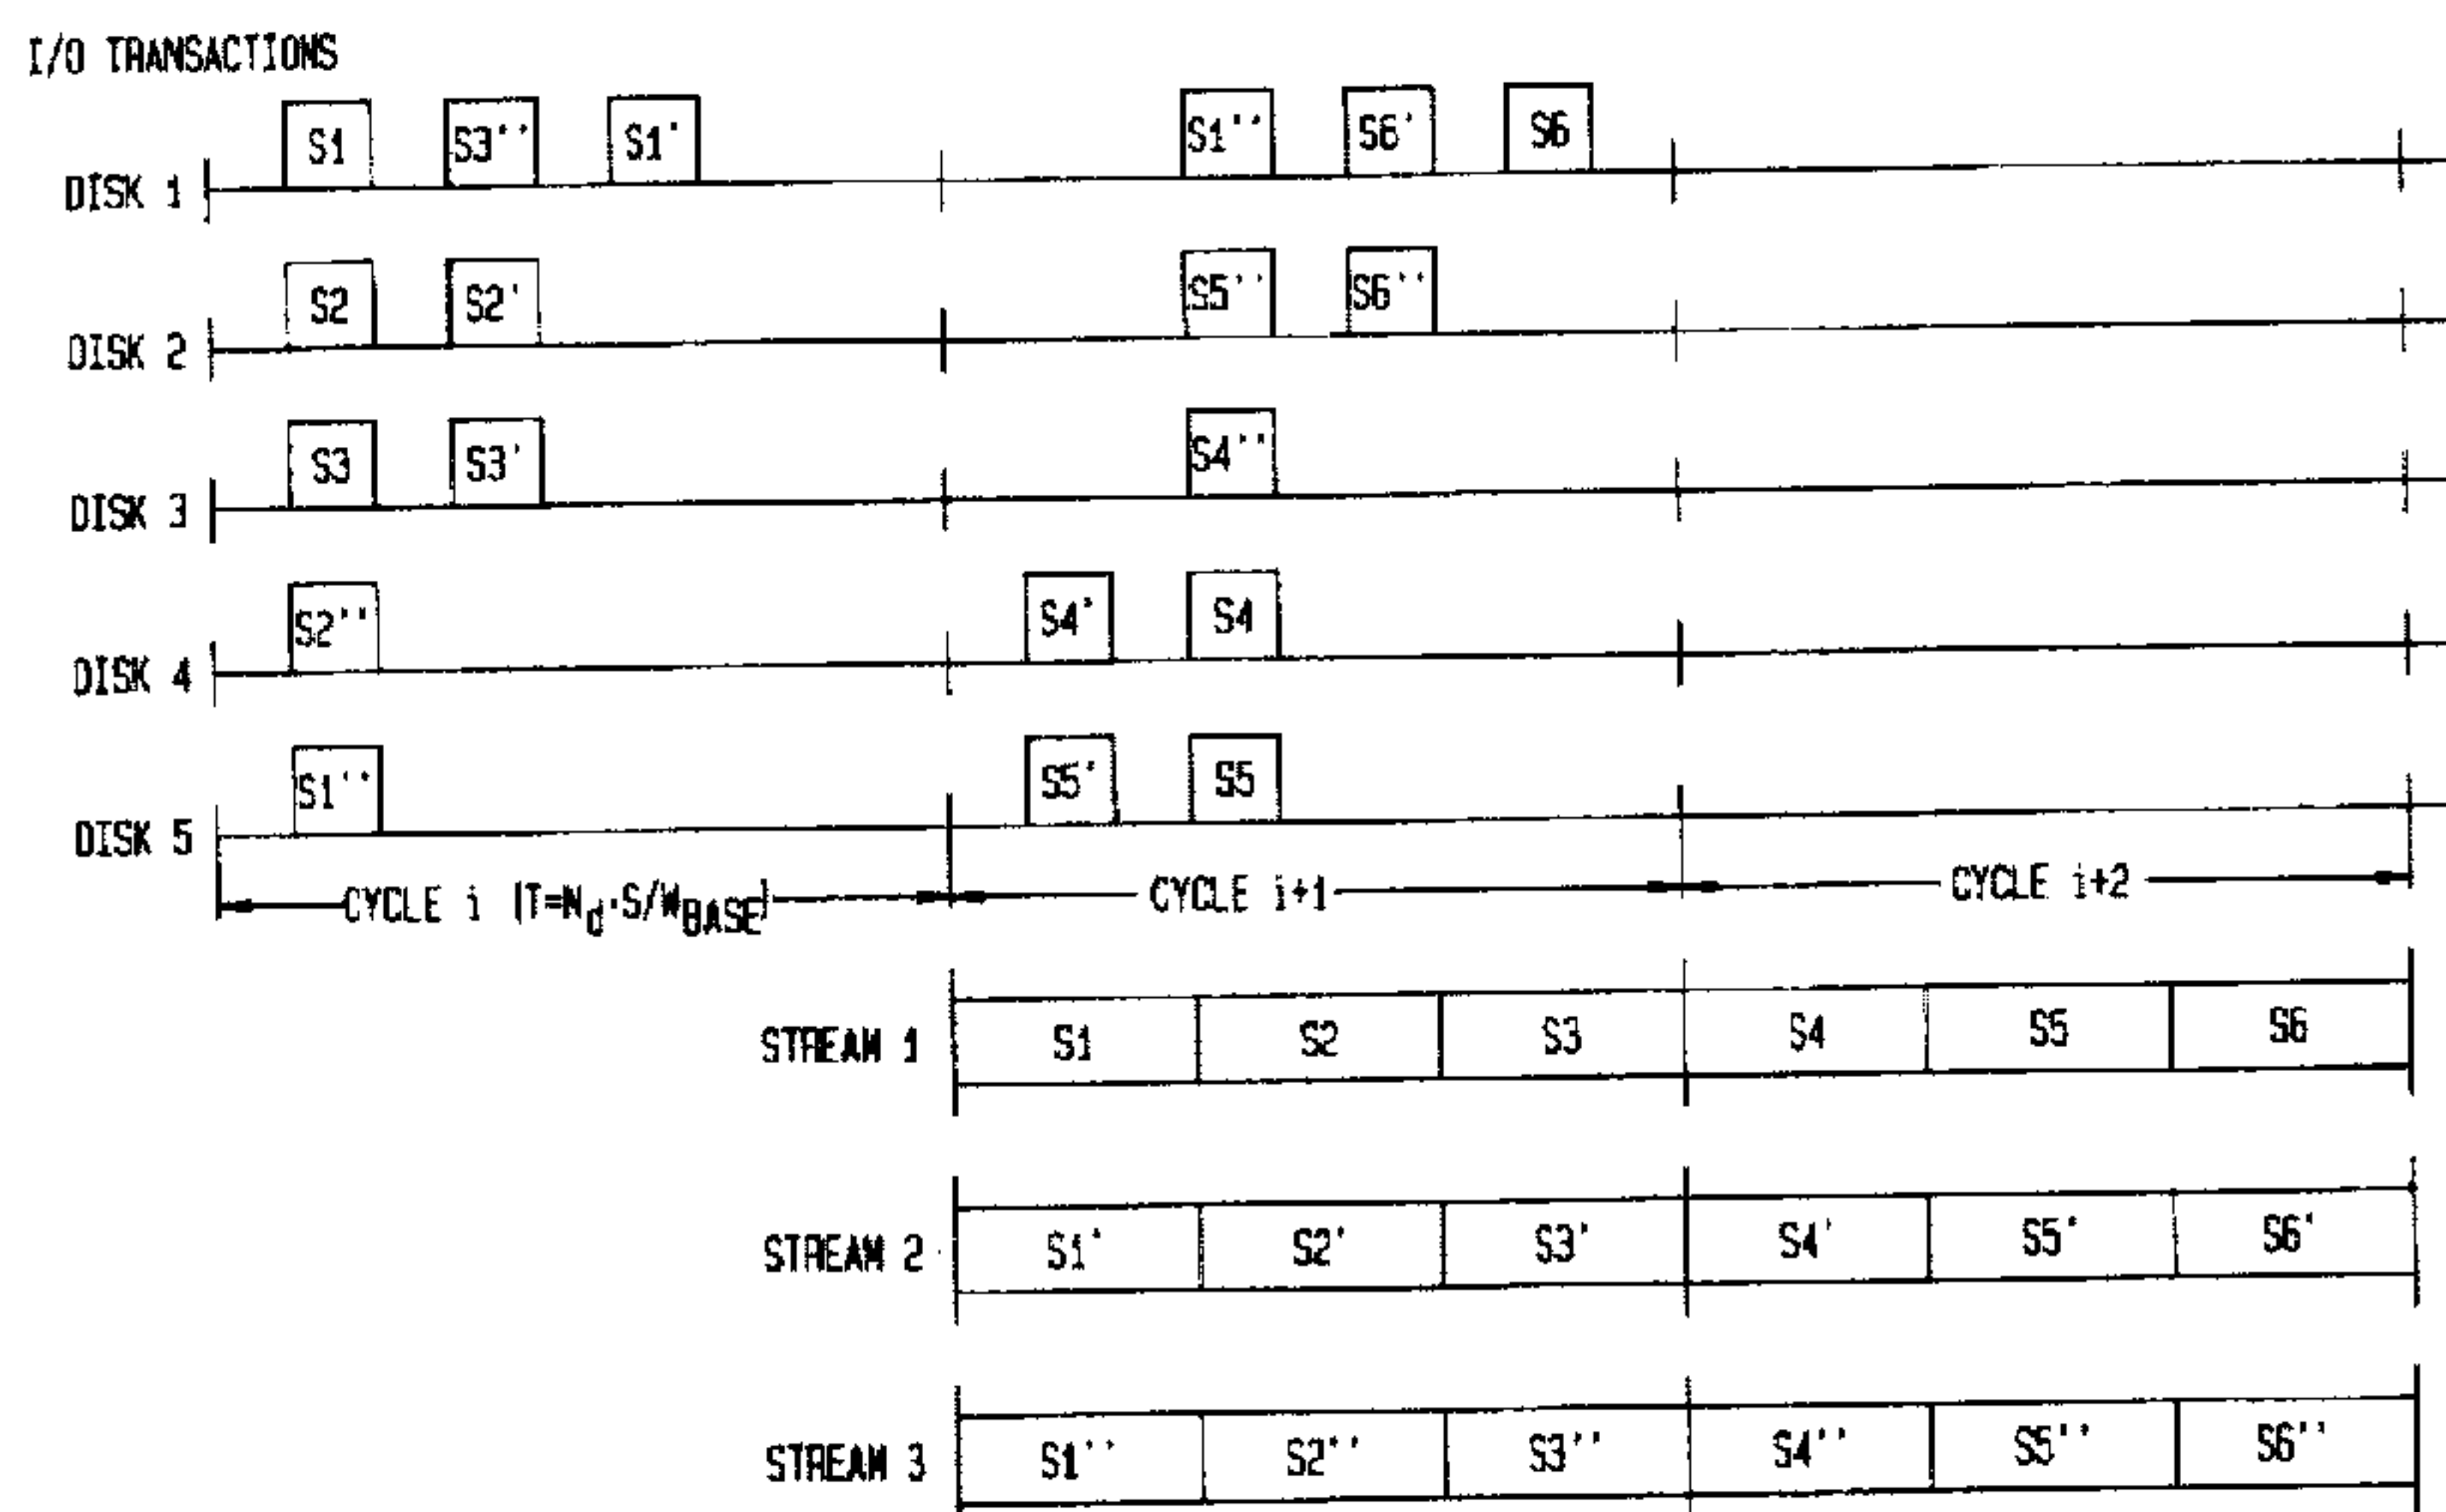 I/O TRANSACTIONS
S1 S3'' S1' S1'' S6' S6
DISK 1
S2 S2' S5'' S6''
DISK 2
S3 S3' S4''
DISK 3
S2'' S4' S4
DISK 4
S1'' S5' S5
DISK 5
CYCLE i (T=Nd·S/WBASE) CYCLE i+1 CYCLE i+2
STREAM 1 S1 S2 S3 S4 S5 S6
STREAM 2 S1' S2' S3' S4' S5' S6'
STREAM 3 S1'' S2'' S3'' S4'' S5'' S6''